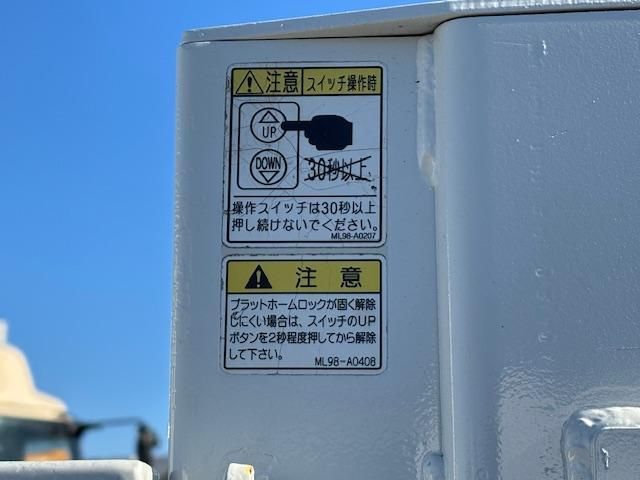 注意 スイッチ操作時
UP
DOWN
30秒以上
操作スイッチは30秒以上
押し続けないでください。
ML98-A0207
注意
プラットホームロックが固く解除
しにくい場合は、スイッチのUP
ボタンを2秒程度押してから解除
して下さい。 ML98-A0408